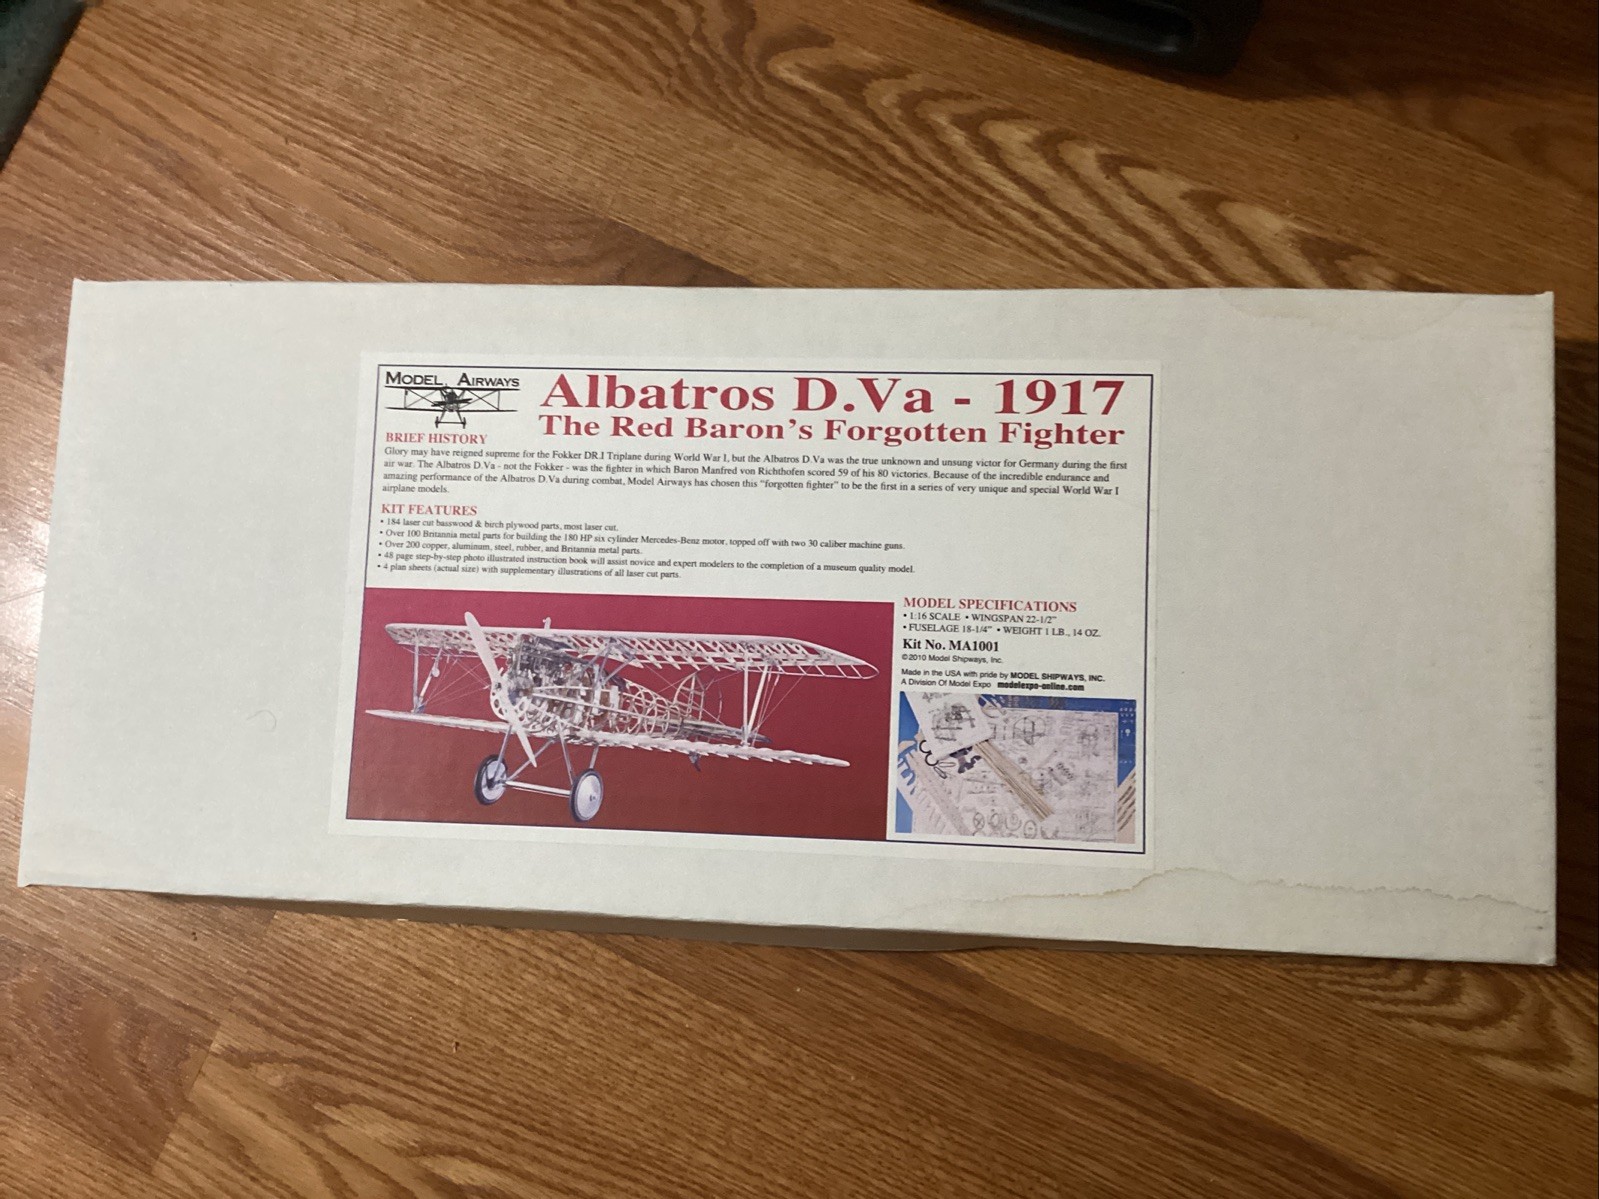 MODEL AIRWAYS
Albatros D.Va - 1917
The Red Baron's Forgotten Fighter
BRIEF HISTORY
Glory may have reigned supreme for the Fokker DR.I Triplane during World War I, but the Albatros D.Va was the true unknown and unsung victor for Germany during the first
air war. The Albatros D.Va - not the Fokker - was the fighter in which Baron Manfred von Richthofen scored 59 of his 80 victories. Because of the incredible endurance and
amazing performance of the Albatros D.Va during combat, Model Airways has chosen this "forgotten fighter" to be the first in a series of very unique and special World War I
airplane models.
KIT FEATURES
• 184 laser cut basswood & birch plywood parts, most laser cut.
• Over 100 Britannia metal parts for building the 180 HP six cylinder Mercedes-Benz motor, topped off with two 30 caliber machine guns.
• Over 200 copper, aluminum, steel, rubber, and Britannia metal parts.
• 48 page step-by-step photo illustrated instruction book will assist novice and expert modelers to the completion of a museum quality model.
• 4 plan sheets (actual size) with supplementary illustrations of all laser cut parts.
MODEL SPECIFICATIONS
• 1:16 SCALE • WINGSPAN 22-1/2"
• FUSELAGE 18-1/4" • WEIGHT 1 LB., 14 OZ.
Kit No. MA1001
©2010 Model Shipways, Inc.
Made in the USA with pride by MODEL SHIPWAYS, INC.
A Division Of Model Expo modelexpo-online.com